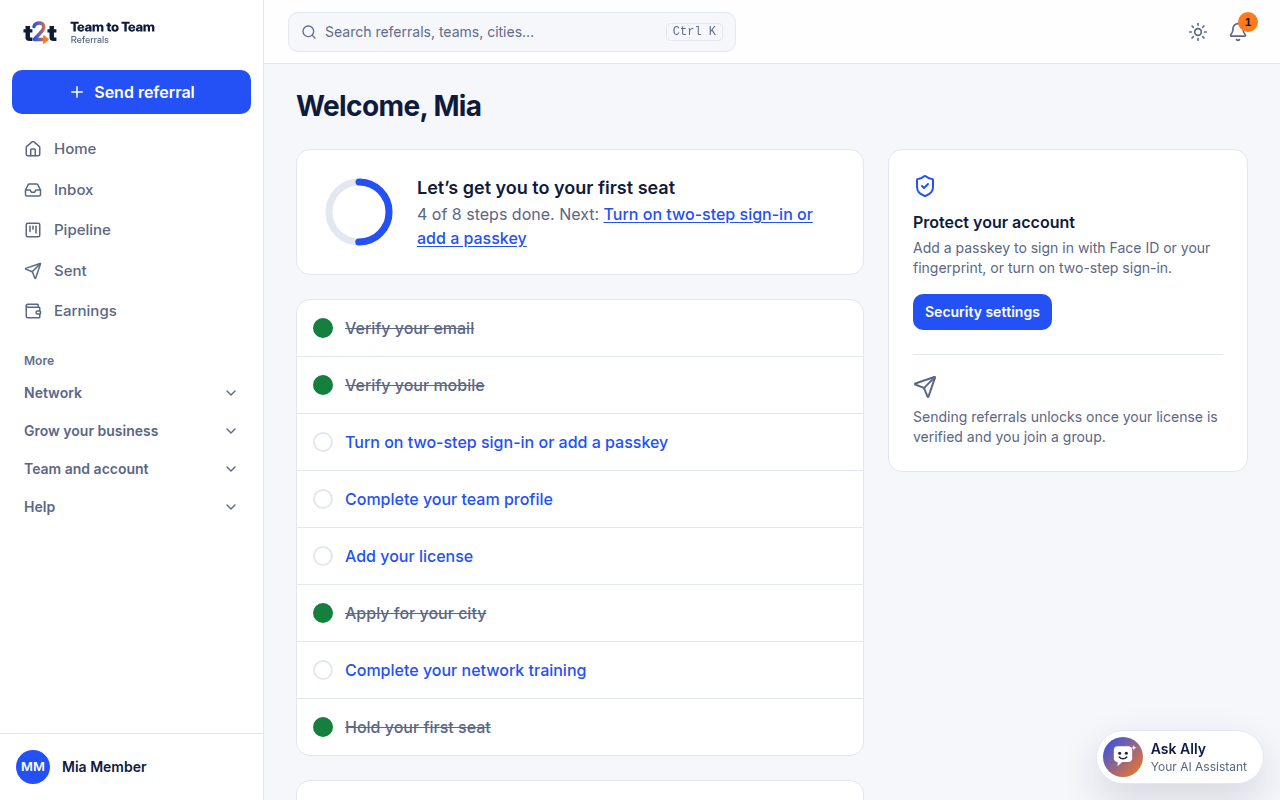 t2t
Team to Team
Referrals
Send referral
Home
Inbox
Pipeline
Sent
Earnings
More
Network
Grow your business
Team and account
Help
MM
Mia Member
Search referrals, teams, cities...
Ctrl K
1
Welcome, Mia
Let’s get you to your first seat
4 of 8 steps done. Next: Turn on two-step sign-in or
add a passkey
Verify your email
Verify your mobile
Turn on two-step sign-in or add a passkey
Complete your team profile
Add your license
Apply for your city
Complete your network training
Hold your first seat
Protect your account
Add a passkey to sign in with Face ID or your
fingerprint, or turn on two-step sign-in.
Security settings
Sending referrals unlocks once your license is
verified and you join a group.
Ask Ally
Your AI Assistant